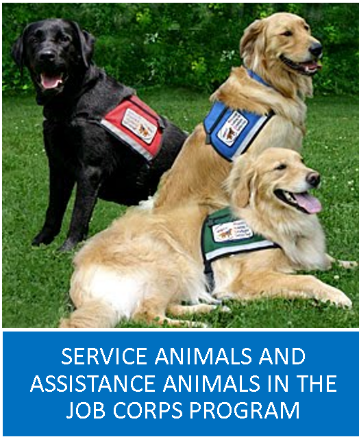 SERVICE ANIMALS AND
ASSISTANCE ANIMALS IN THE
JOB CORPS PROGRAM